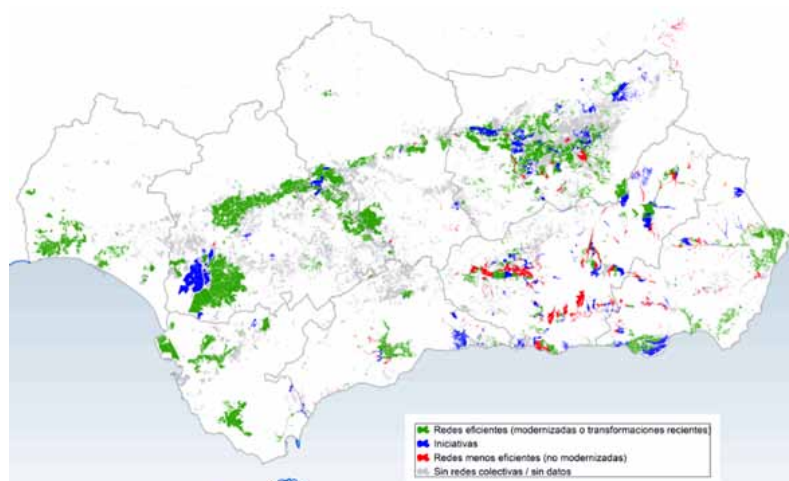 Redes eficientes (modernizadas o transformaciones recientes)
Iniciativas
Redes menos eficientes (no modernizadas)
Sin redes colectivas / sin datos